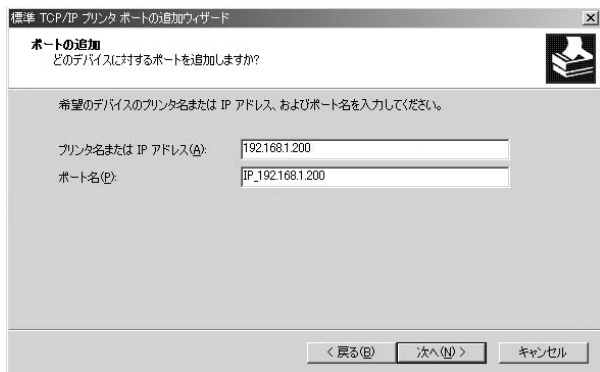 標準 TCP/IP プリンタ ポートの追加ウィザード
ポートの追加
どのデバイスに対するポートを追加しますか?
希望のデバイスのプリンタ名または IP アドレス、およびポート名を入力してください。
プリンタ名または IP アドレス(A): 192.168.1.200
ポート名(P): IP_192.168.1.200
< 戻る(B) 次へ(N) > キャンセル